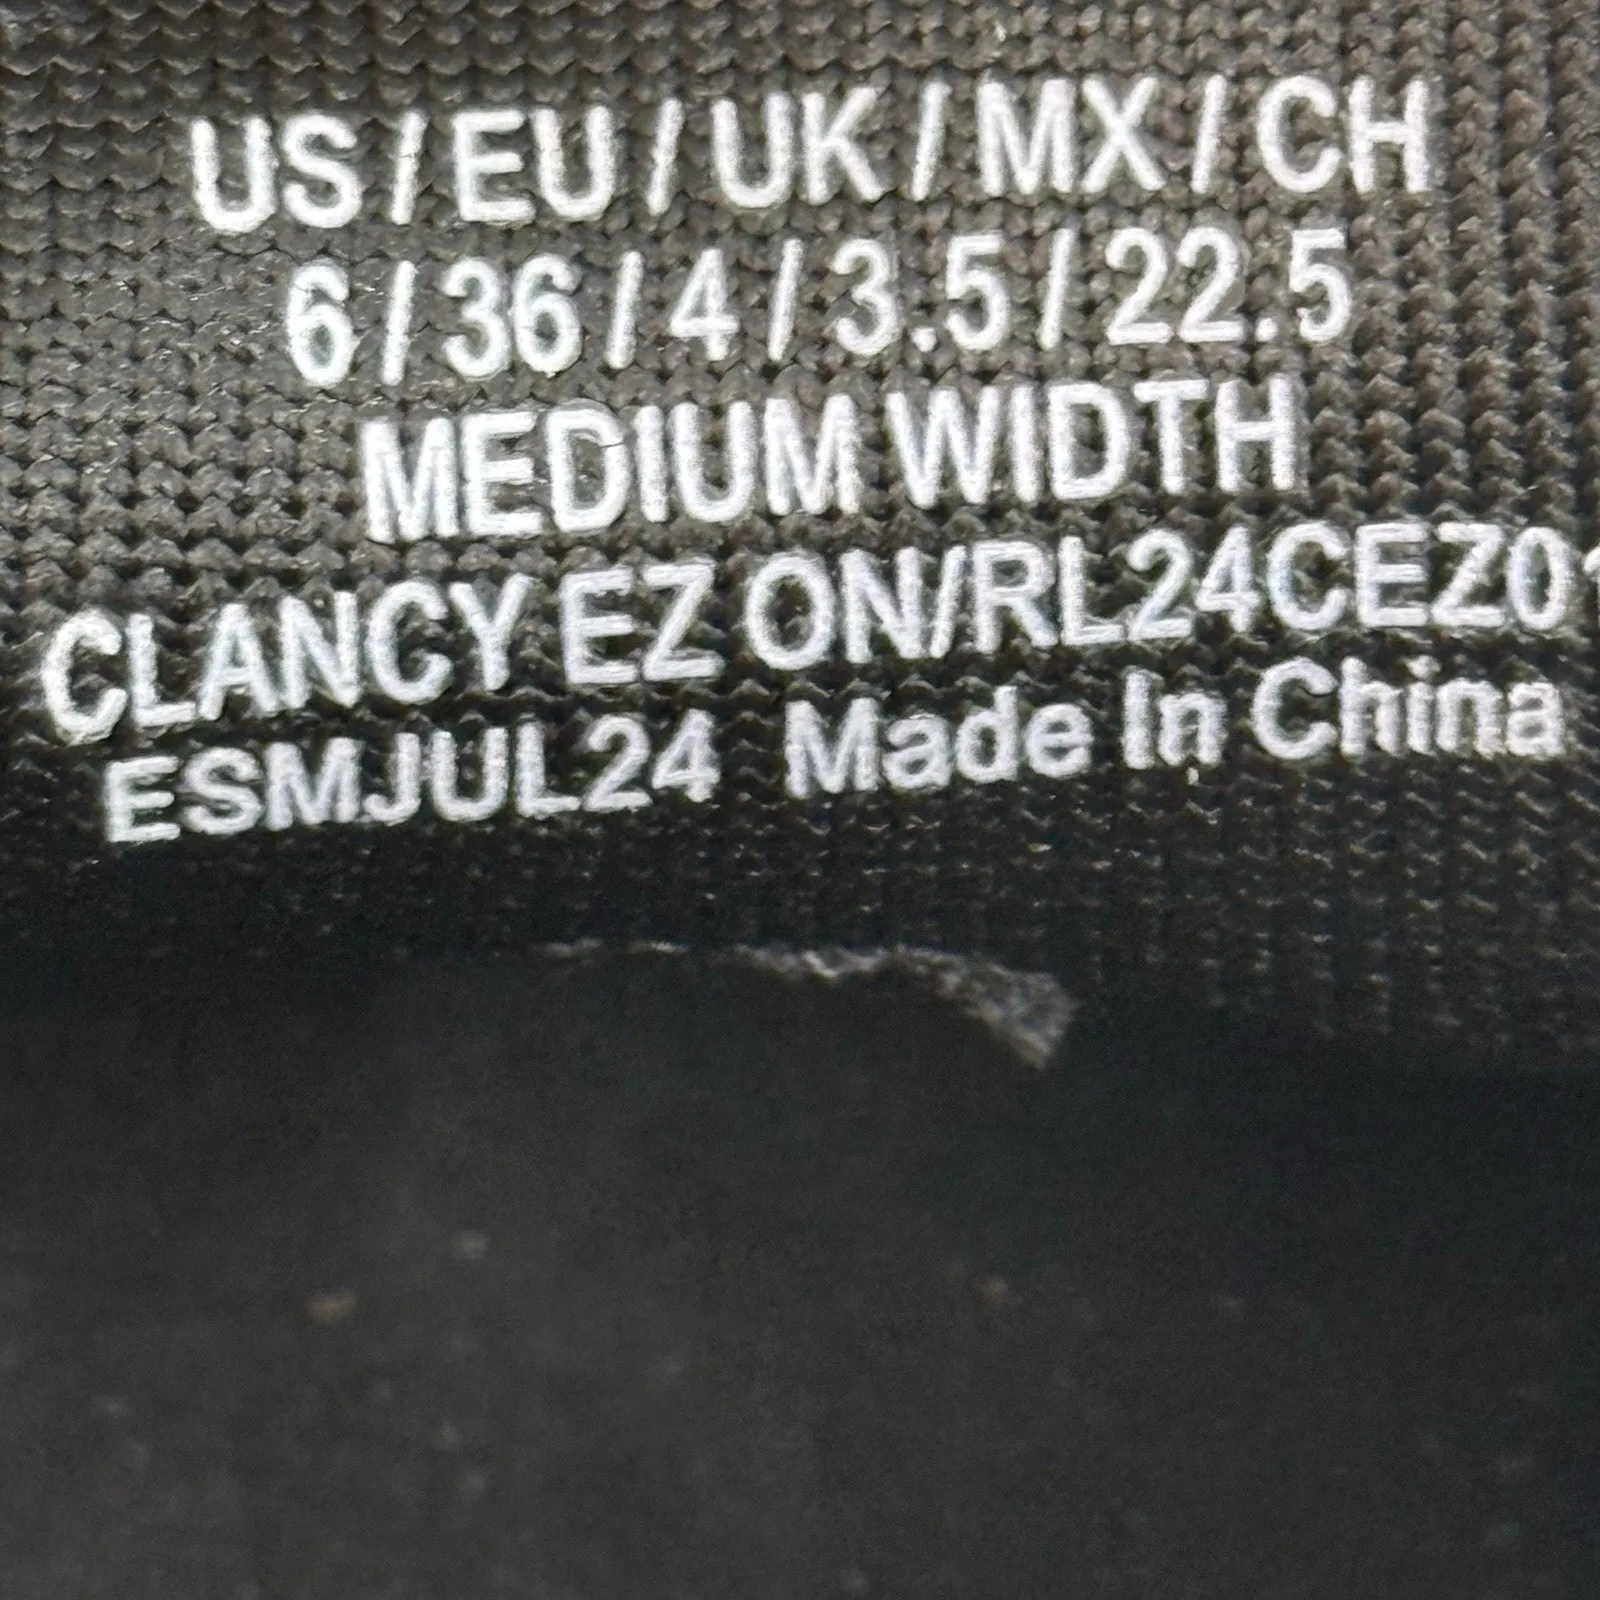 US/EU/UK/MX/CH
6/36/4/3.5/22.5
MEDIUM WIDTH
CLANCY EZ ON/RL24CEZ01
ESMJUL24 Made In China